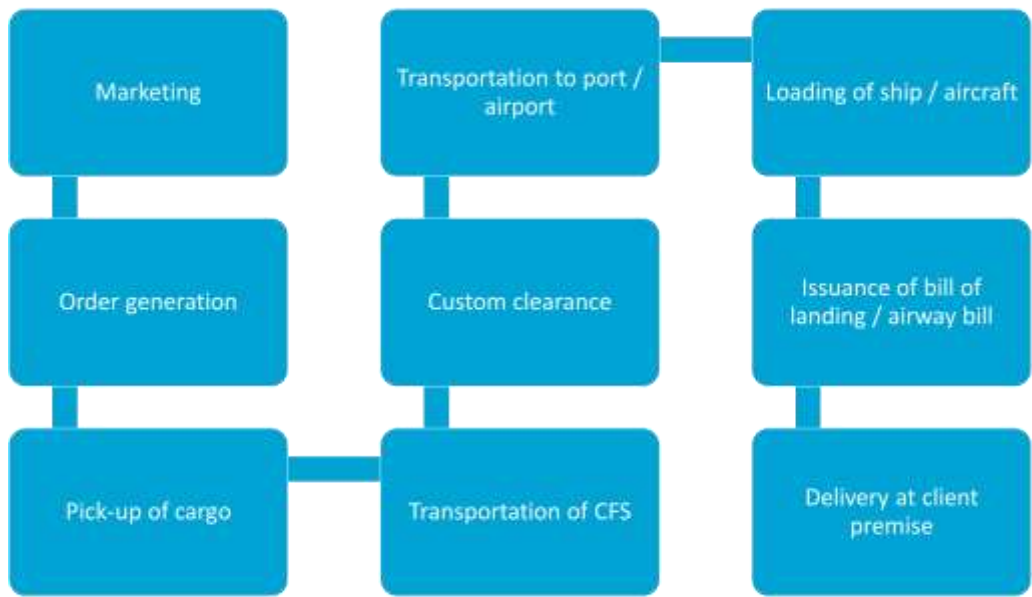 Marketing
Order generation
Pick-up of cargo
Transportation of CFS
Custom clearance
Transportation to port /
airport
Loading of ship / aircraft
Issuance of bill of
landing / airway bill
Delivery at client
premise